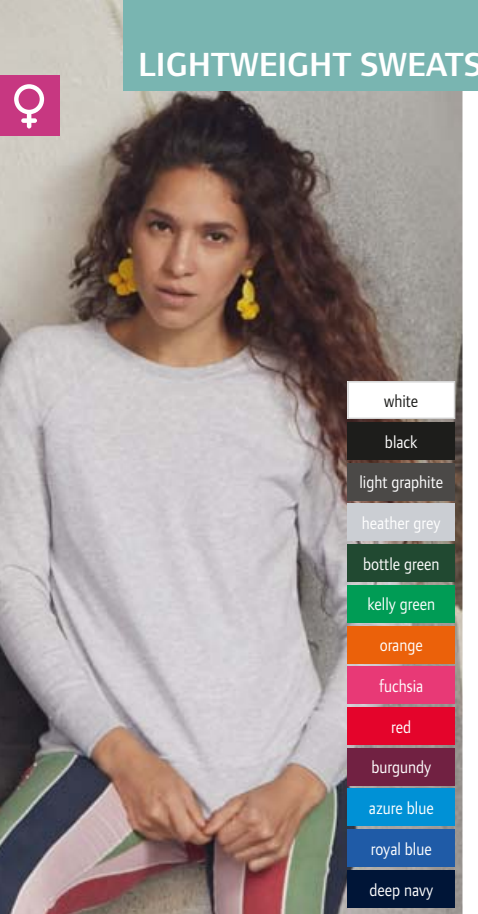 LIGHTWEIGHT SWEATS
white
black
light graphite
heather grey
bottle green
kelly green
orange
fuchsia
red
burgundy
azure blue
royal blue
deep navy